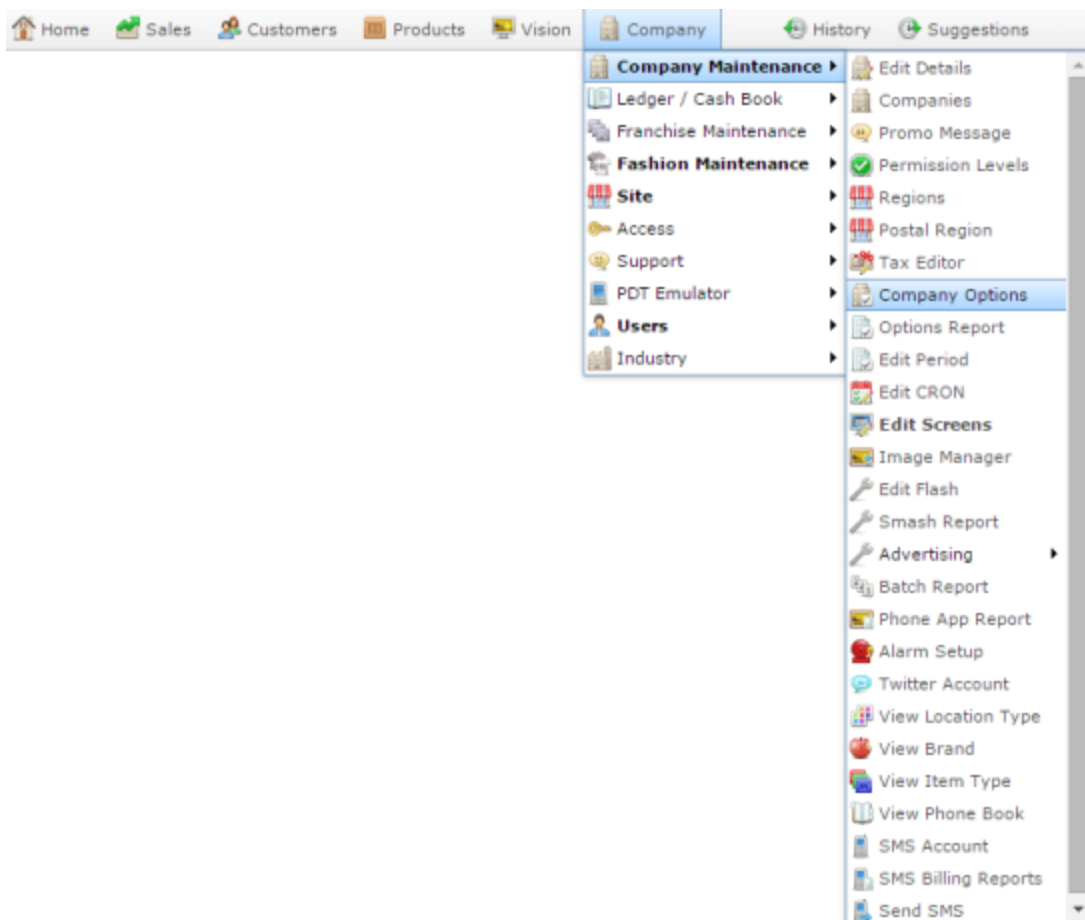 Home Sales Customers Products Vision Company History Suggestions
Company Maintenance
Ledger / Cash Book
Franchise Maintenance
Fashion Maintenance
Site
Access
Support
PDT Emulator
Users
Industry
Edit Details
Companies
Promo Message
Permission Levels
Regions
Postal Region
Tax Editor
Company Options
Options Report
Edit Period
Edit CRON
Edit Screens
Image Manager
Edit Flash
Smash Report
Advertising
Batch Report
Phone App Report
Alarm Setup
Twitter Account
View Location Type
View Brand
View Item Type
View Phone Book
SMS Account
SMS Billing Reports
Send SMS